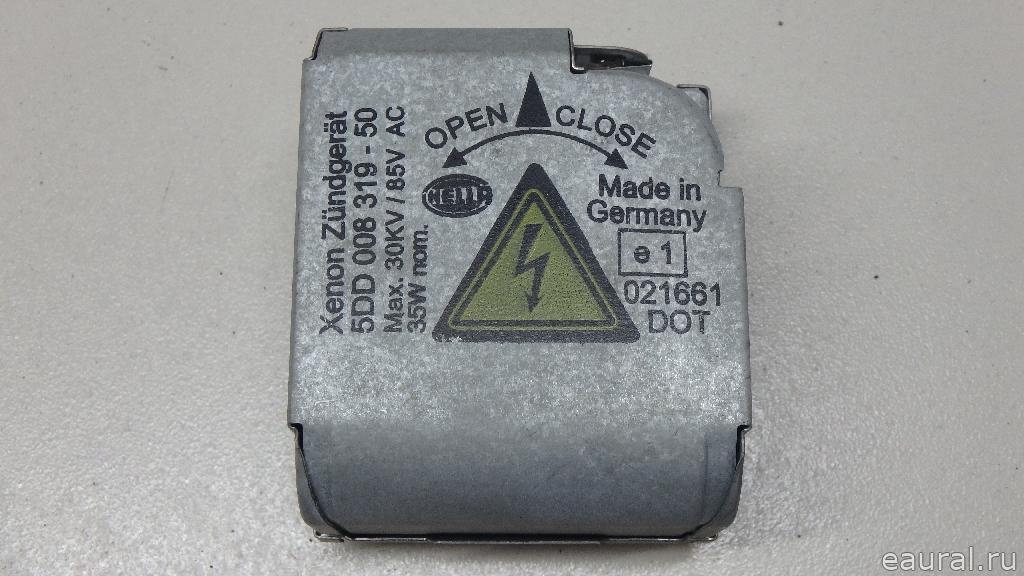 Xenon Zündgerät
5DD 008 319 - 50
Max. 30KV / 85V AC
35W nom.
OPEN CLOSE
HELLA
Made in
Germany
e 1
021661
DOT
eaural.ru